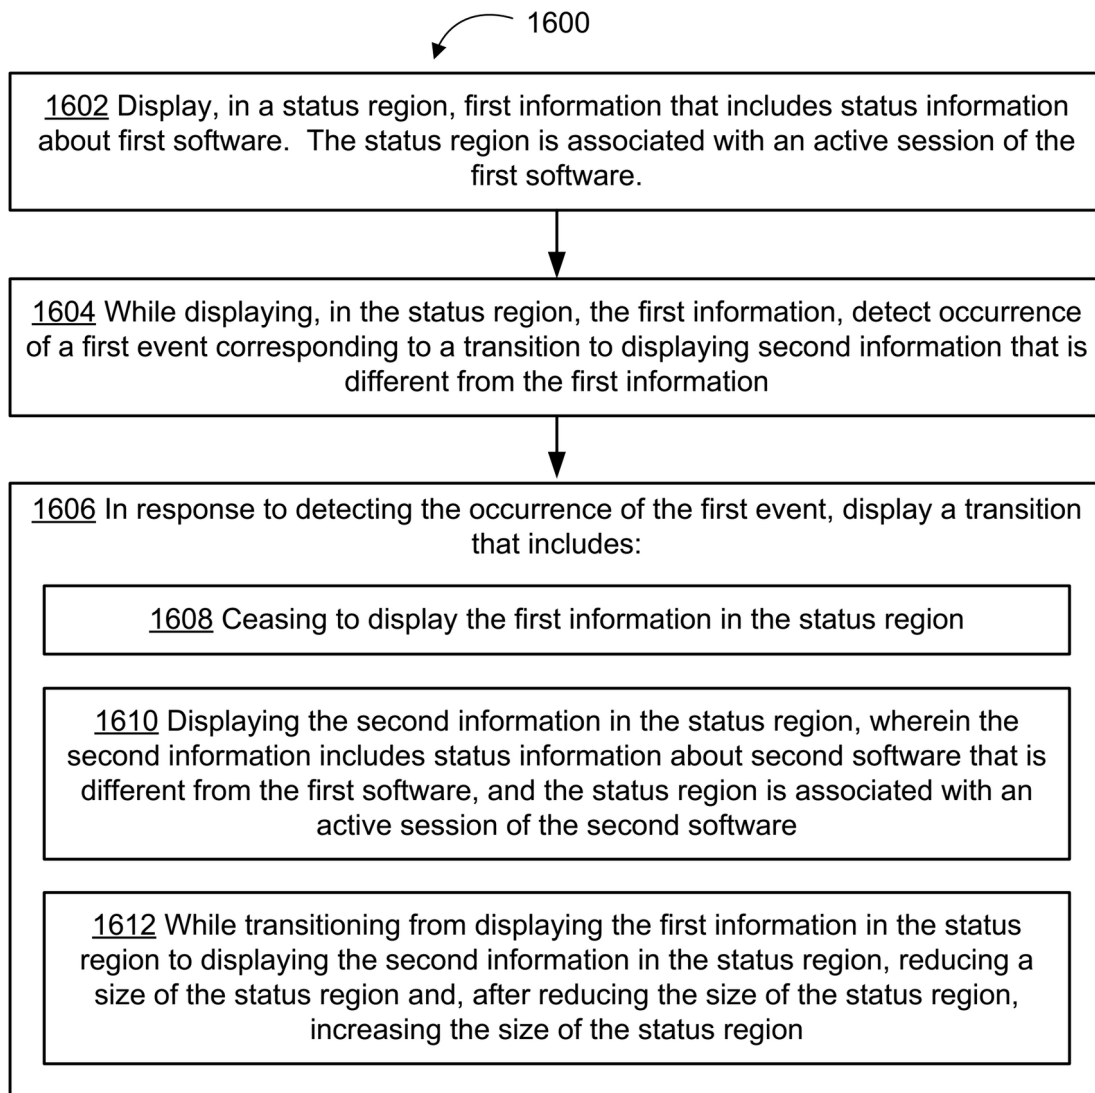 1600
1602 Display, in a status region, first information that includes status information
about first software.  The status region is associated with an active session of the
first software.
1604 While displaying, in the status region, the first information, detect occurrence
of a first event corresponding to a transition to displaying second information that is
different from the first information
1606 In response to detecting the occurrence of the first event, display a transition
that includes:
1608 Ceasing to display the first information in the status region
1610 Displaying the second information in the status region, wherein the
second information includes status information about second software that is
different from the first software, and the status region is associated with an
active session of the second software
1612 While transitioning from displaying the first information in the status
region to displaying the second information in the status region, reducing a
size of the status region and, after reducing the size of the status region,
increasing the size of the status region